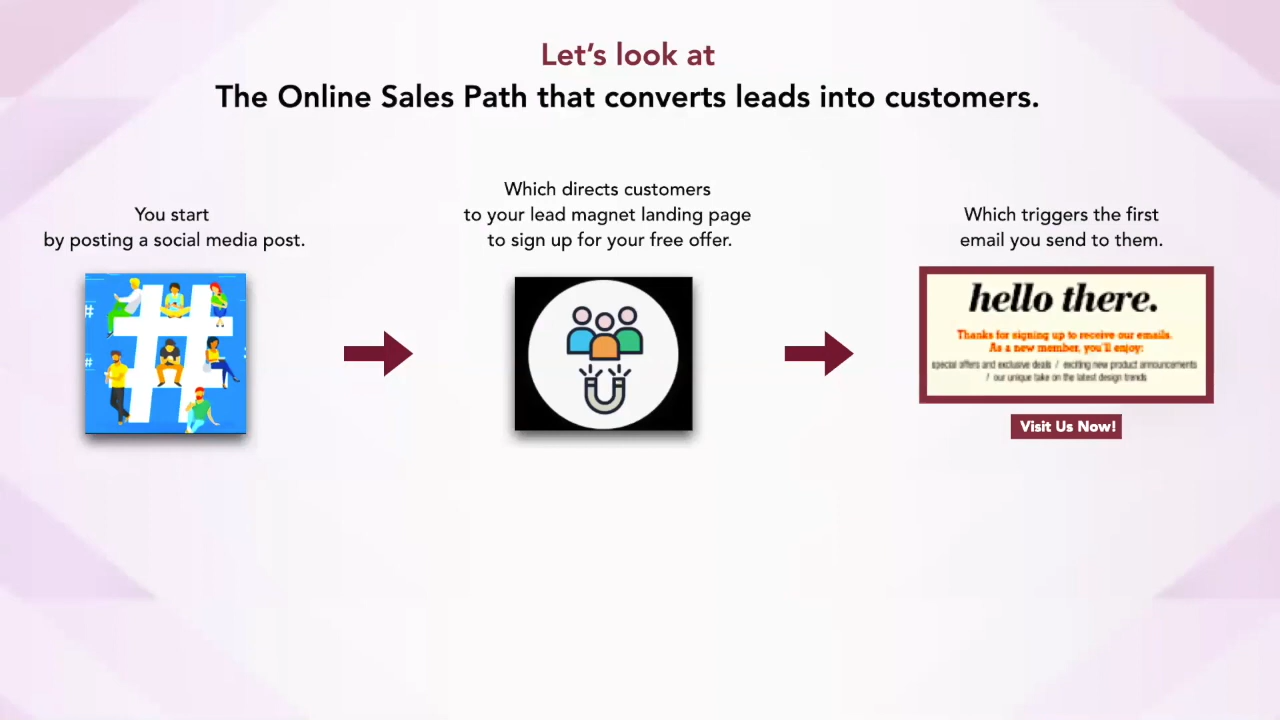 Let's look at
The Online Sales Path that converts leads into customers.
You start
by posting a social media post.
Which directs customers
to your lead magnet landing page
to sign up for your free offer.
Which triggers the first
email you send to them.
hello there.
Thanks for signing up to receive our emails.
As a new member, you'll enjoy:
special offers and exclusive deals / exciting new product announcements
/ our unique take on the latest design trends
Visit Us Now!
#
#